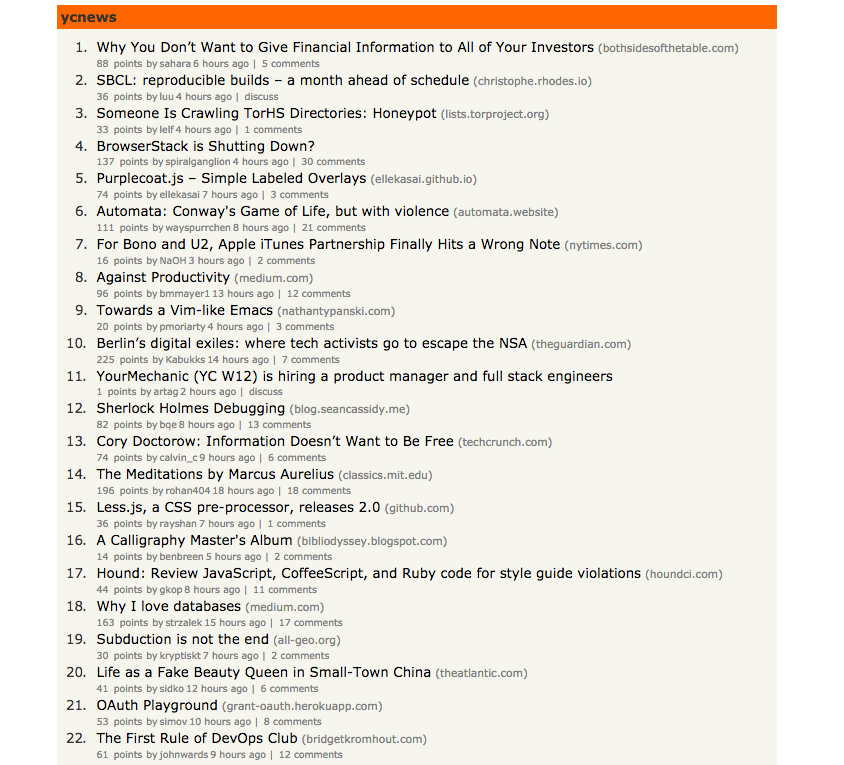 ycnews
1. Why You Don’t Want to Give Financial Information to All of Your Investors (bothsidesofthetable.com)
88 points by sahara 6 hours ago | 5 comments
2. SBCL: reproducible builds – a month ahead of schedule (christophe.rhodes.io)
36 points by luu 4 hours ago | discuss
3. Someone Is Crawling TorHS Directories: Honeypot (lists.torproject.org)
33 points by lelf 4 hours ago | 1 comments
4. BrowserStack is Shutting Down?
137 points by spiralganglion 4 hours ago | 30 comments
5. Purplecoat.js – Simple Labeled Overlays (ellekasai.github.io)
74 points by ellekasai 7 hours ago | 3 comments
6. Automata: Conway's Game of Life, but with violence (automata.website)
111 points by wayspurrchen 8 hours ago | 21 comments
7. For Bono and U2, Apple iTunes Partnership Finally Hits a Wrong Note (nytimes.com)
16 points by NaOH 3 hours ago | 2 comments
8. Against Productivity (medium.com)
96 points by bmmayer1 13 hours ago | 12 comments
9. Towards a Vim-like Emacs (nathantypanski.com)
20 points by pmoriarty 4 hours ago | 3 comments
10. Berlin’s digital exiles: where tech activists go to escape the NSA (theguardian.com)
225 points by Kabukks 14 hours ago | 7 comments
11. YourMechanic (YC W12) is hiring a product manager and full stack engineers
1 points by artag 2 hours ago | discuss
12. Sherlock Holmes Debugging (blog.seancassidy.me)
82 points by bqe 8 hours ago | 13 comments
13. Cory Doctorow: Information Doesn’t Want to Be Free (techcrunch.com)
74 points by calvin_c 9 hours ago | 6 comments
14. The Meditations by Marcus Aurelius (classics.mit.edu)
196 points by rohan404 18 hours ago | 18 comments
15. Less.js, a CSS pre-processor, releases 2.0 (github.com)
36 points by rayshan 7 hours ago | 1 comments
16. A Calligraphy Master's Album (bibliodyssey.blogspot.com)
14 points by benbreen 5 hours ago | 2 comments
17. Hound: Review JavaScript, CoffeeScript, and Ruby code for style guide violations (houndci.com)
44 points by gkop 8 hours ago | 11 comments
18. Why I love databases (medium.com)
163 points by strzalek 15 hours ago | 17 comments
19. Subduction is not the end (all-geo.org)
30 points by kryptiskt 7 hours ago | 2 comments
20. Life as a Fake Beauty Queen in Small-Town China (theatlantic.com)
41 points by sidko 12 hours ago | 6 comments
21. OAuth Playground (grant-oauth.herokuapp.com)
53 points by simov 10 hours ago | 8 comments
22. The First Rule of DevOps Club (bridgetkromhout.com)
61 points by johnwards 9 hours ago | 12 comments